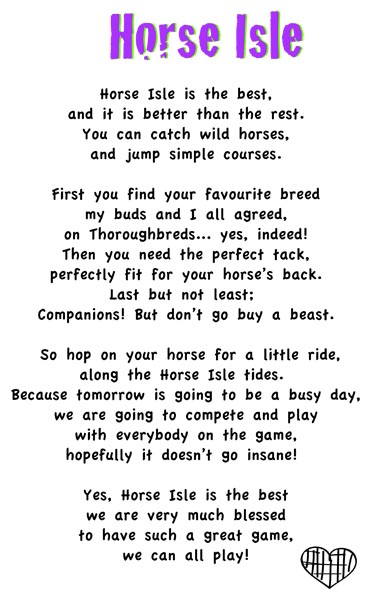 Horse Isle
Horse Isle is the best,
and it is better than the rest.
You can catch wild horses,
and jump simple courses.
First you find your favourite breed
my buds and I all agreed,
on Thoroughbreds... yes, indeed!
Then you need the perfect tack,
perfectly fit for your horse's back.
Last but not least;
Companions! But don't go buy a beast.
So hop on your horse for a little ride,
along the Horse Isle tides.
Because tomorrow is going to be a busy day,
we are going to compete and play
with everybody on the game,
hopefully it doesn't go insane!
Yes, Horse Isle is the best
we are very much blessed
to have such a great game,
we can all play!